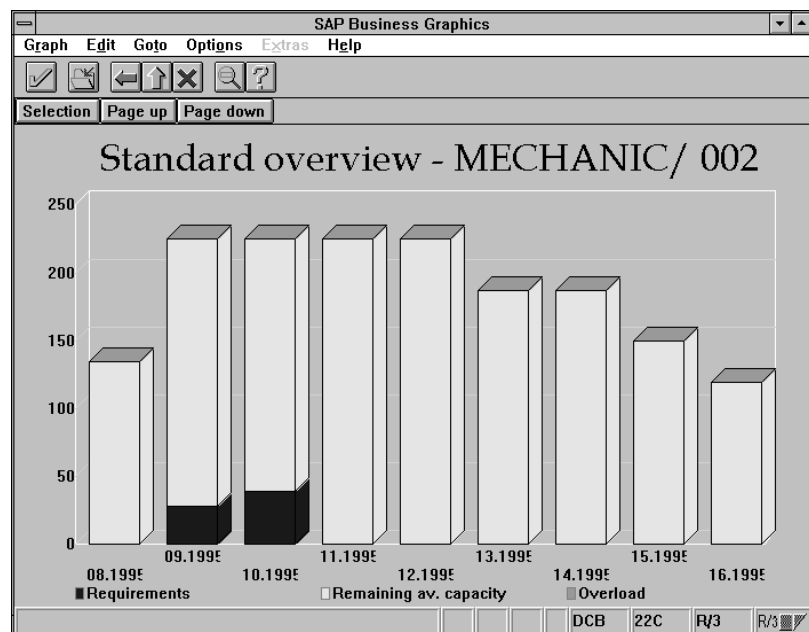 SAP Business Graphics
Graph Edit Goto Options Extras Help
Selection Page up Page down
Standard overview - MECHANIC/ 002
250
200
150
100
50
0
09.1995 11.1995 13.1995 15.1995
08.1995 10.1995 12.1995 14.1995 16.1995
Requirements Remaining av. capacity Overload
DCB 22C R/3 R/3